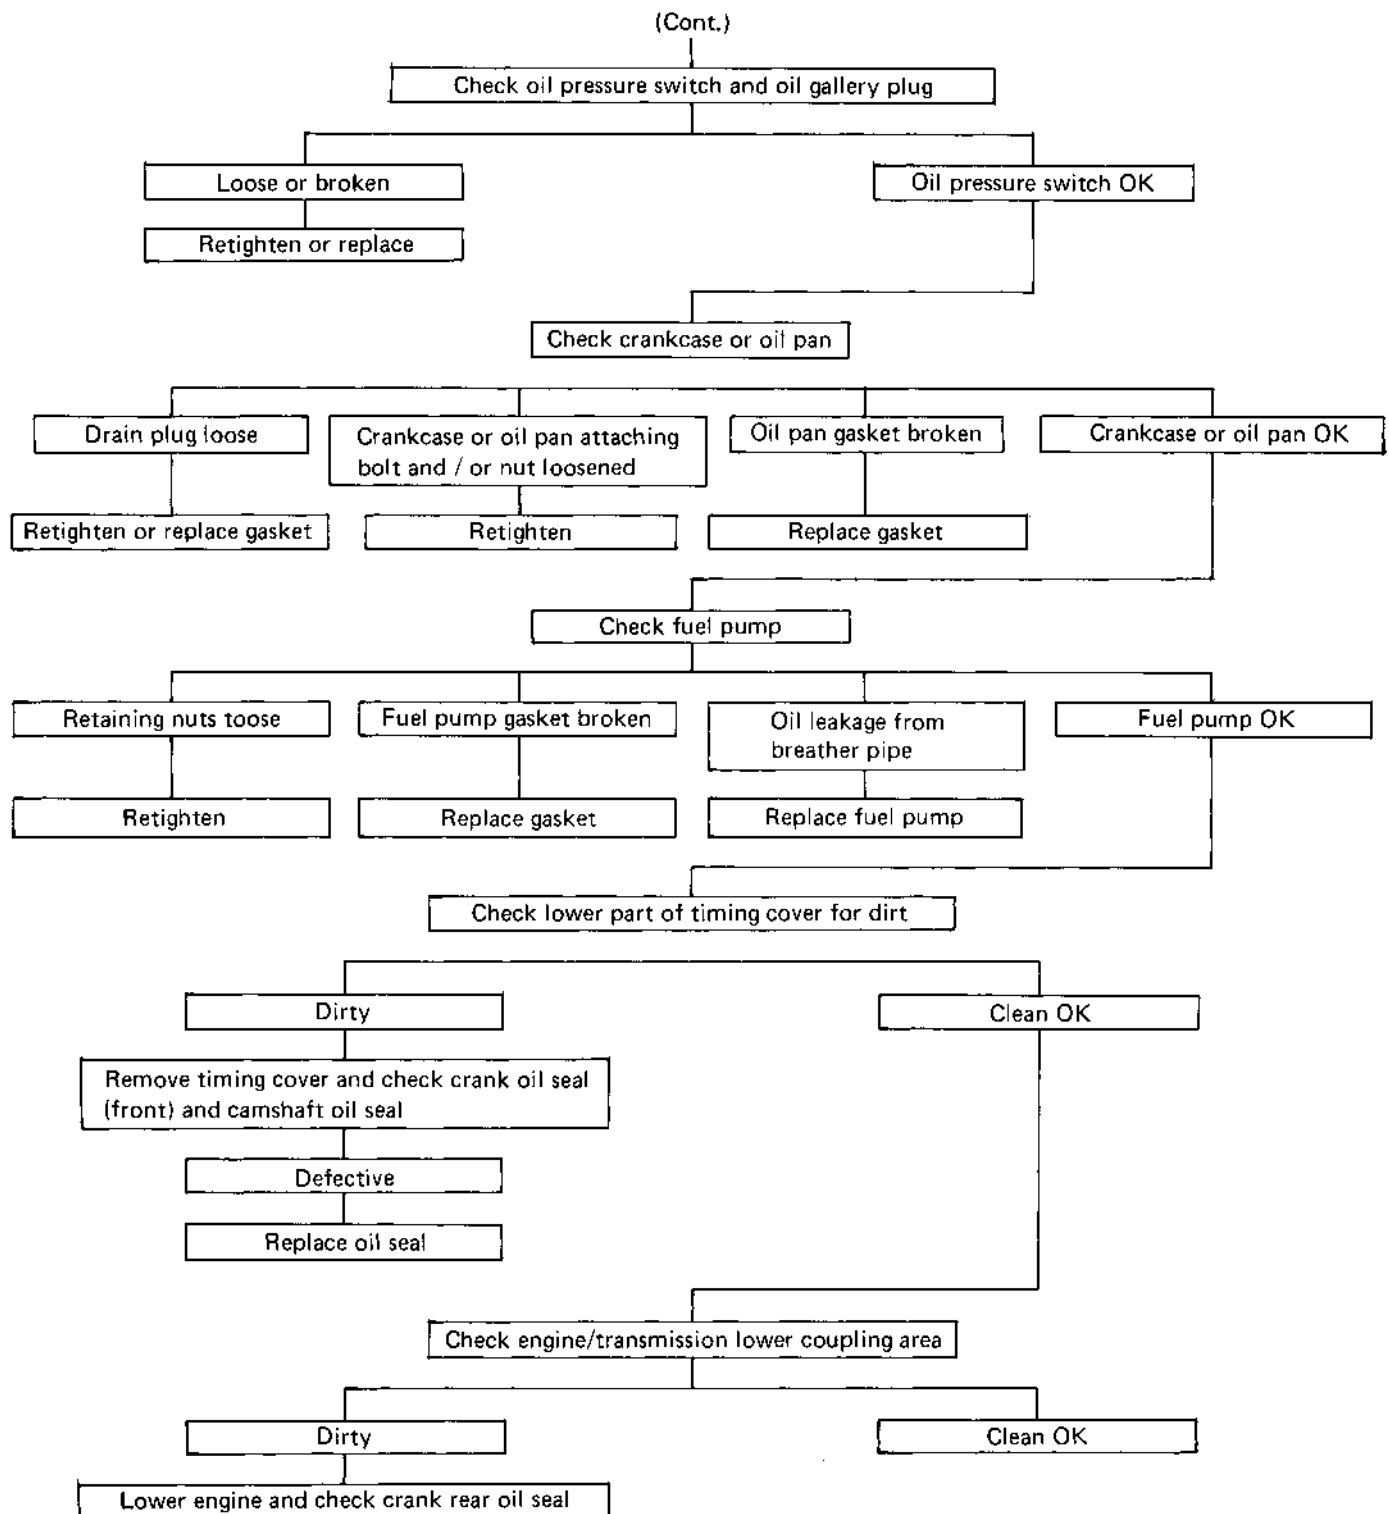 (Cont.)
Check oil pressure switch and oil gallery plug
Loose or broken
Oil pressure switch OK
Retighten or replace
Check crankcase or oil pan
Drain plug loose
Crankcase or oil pan attaching
bolt and / or nut loosened
Oil pan gasket broken
Crankcase or oil pan OK
Retighten or replace gasket
Retighten
Replace gasket
Check fuel pump
Retaining nuts toose
Fuel pump gasket broken
Oil leakage from
breather pipe
Fuel pump OK
Retighten
Replace gasket
Replace fuel pump
Check lower part of timing cover for dirt
Dirty
Clean OK
Remove timing cover and check crank oil seal
(front) and camshaft oil seal
Defective
Replace oil seal
Check engine/transmission lower coupling area
Dirty
Clean OK
Lower engine and check crank rear oil seal